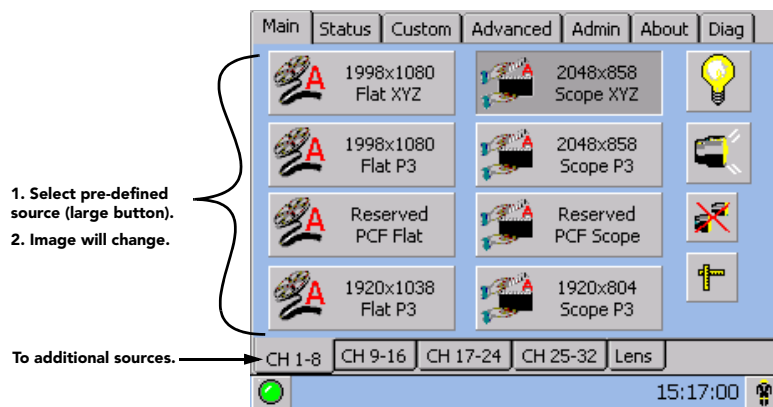 Main Status Custom Advanced Admin About Diag
A 1998x1080
Flat XYZ
A 2048x858
Scope XYZ
A 1998x1080
Flat P3
A 2048x858
Scope P3
1. Select pre-defined
source (large button).
2. Image will change.
A Reserved
PCF Flat
A Reserved
PCF Scope
A 1920x1038
Flat P3
A 1920x804
Scope P3
To additional sources.
CH 1-8 CH 9-16 CH 17-24 CH 25-32 Lens
15:17:00